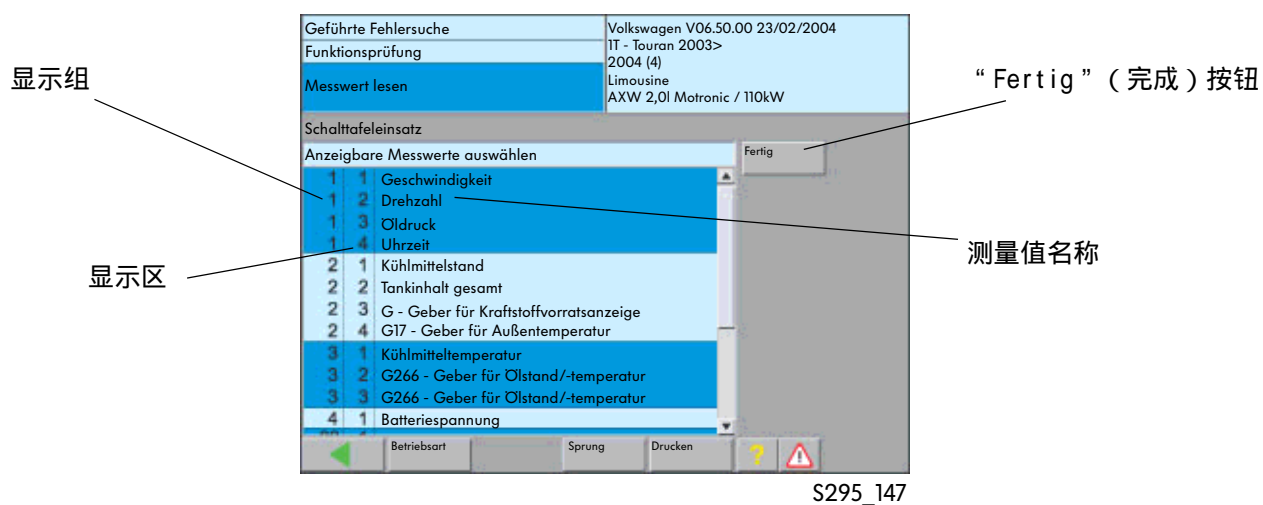 Geführte Fehlersuche
Funktionsprüfung
Messwert lesen
Volkswagen V06.50.00 23/02/2004
1T - Touran 2003>
2004 (4)
Limousine
AXW 2,0l Motronic / 110kW
显示组
“Fertig”（完成）按钮
Schalttafeleinsatz
Anzeigbare Messwerte auswählen
Fertig
1 1 Geschwindigkeit
1 2 Drehzahl
1 3 Öldruck
1 4 Uhrzeit
2 1 Kühlmittelstand
2 2 Tankinhalt gesamt
2 3 G - Geber für Kraftstoffvorratsanzeige
2 4 G17 - Geber für Außentemperatur
3 1 Kühlmitteltemperatur
3 2 G266 - Geber für Ölstand/-temperatur
3 3 G266 - Geber für Ölstand/-temperatur
4 1 Batteriespannung
测量值名称
显示区
Betriebsart
Sprung
Drucken
?
S295_147